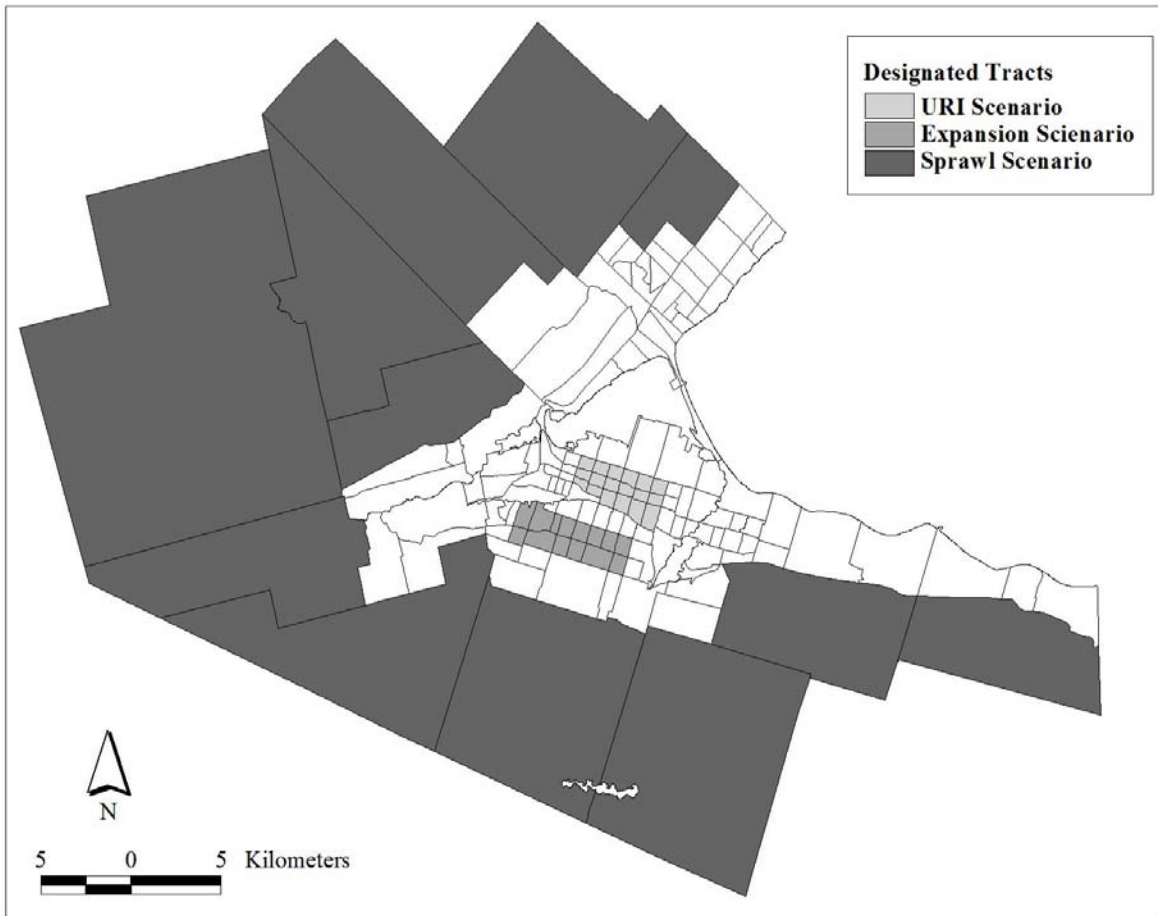 Designated Tracts
URI Scenario
Expansion Scienario
Sprawl Scenario
N
5 0 5 Kilometers